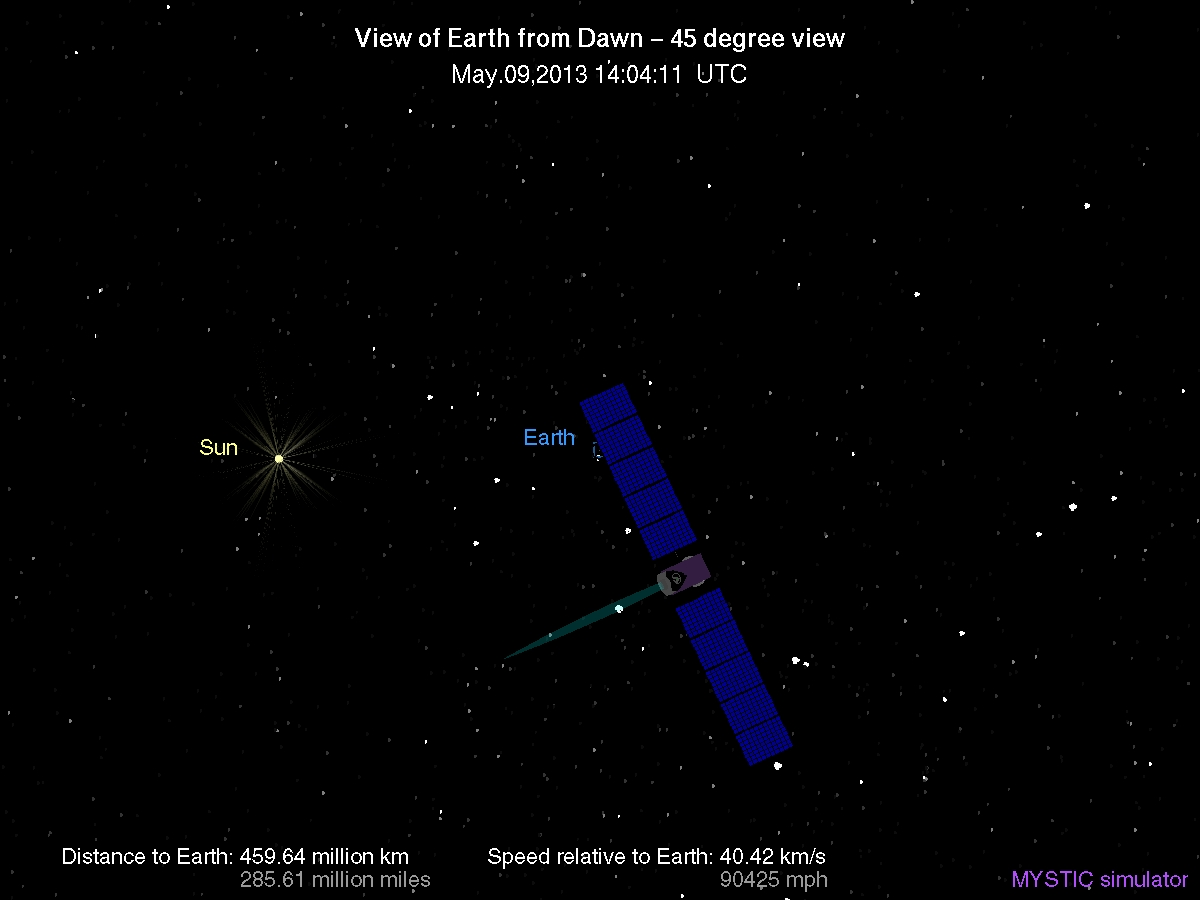 View of Earth from Dawn – 45 degree view
May.09,2013 14:04:11 UTC
Sun
Earth
Distance to Earth: 459.64 million km
285.61 million miles
Speed relative to Earth: 40.42 km/s
90425 mph
MYSTIC simulator